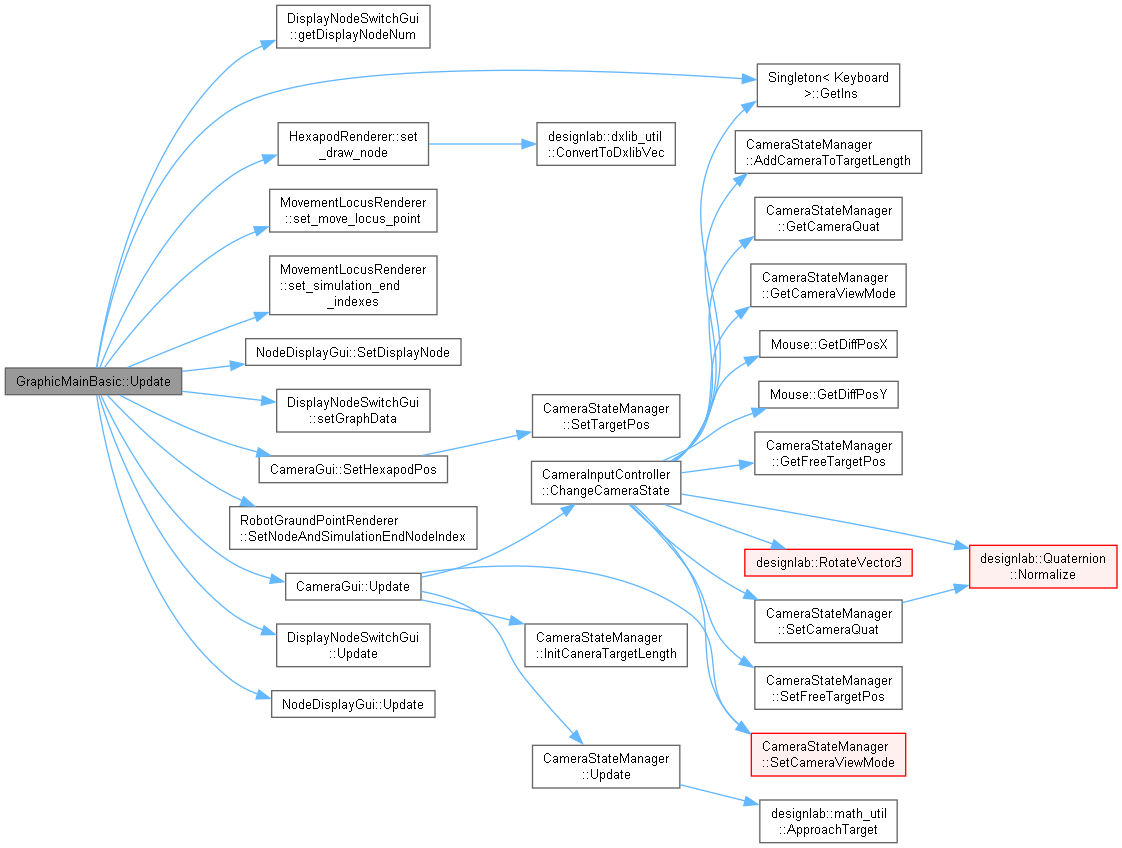 DisplayNodeSwitchGui
::getDisplayNodeNum
Singleton< Keyboard
>::GetIns
HexapodRenderer::set
_draw_node
designlab::dxlib_util
::ConvertToDxlibVec
CameraStateManager
::AddCameraToTargetLength
MovementLocusRenderer
::set_move_locus_point
CameraStateManager
::GetCameraQuat
MovementLocusRenderer
::set_simulation_end
_indexes
CameraStateManager
::GetCameraViewMode
NodeDisplayGui::SetDisplayNode
Mouse::GetDiffPosX
GraphicMainBasic::Update
DisplayNodeSwitchGui
::setGraphData
Mouse::GetDiffPosY
CameraStateManager
::SetTargetPos
CameraStateManager
::GetFreeTargetPos
CameraGui::SetHexapodPos
CameraInputController
::ChangeCameraState
RobotGraundPointRenderer
::SetNodeAndSimulationEndNodeIndex
designlab::RotateVector3
designlab::Quaternion
::Normalize
CameraGui::Update
CameraStateManager
::SetCameraQuat
DisplayNodeSwitchGui
::Update
CameraStateManager
::InitCaneraTargetLength
CameraStateManager
::SetFreeTargetPos
NodeDisplayGui::Update
CameraStateManager
::SetCameraViewMode
CameraStateManager
::Update
designlab::math_util
::ApproachTarget